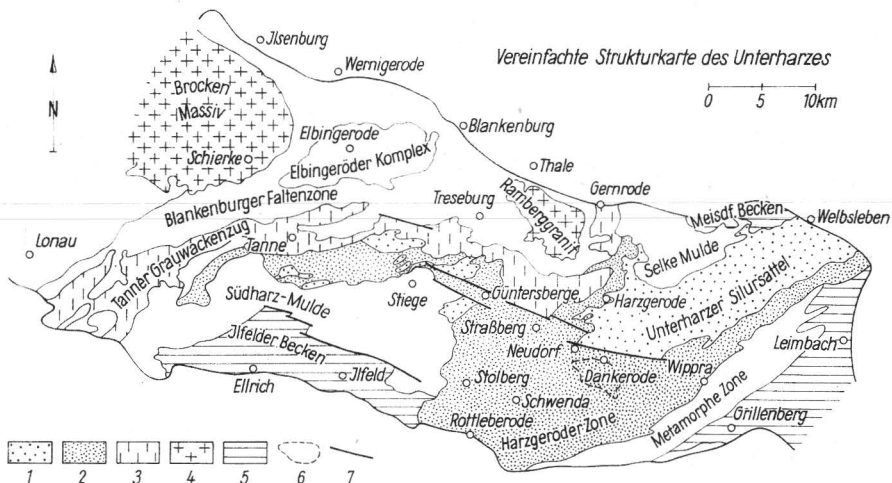 Vereinfachte Strukturkarte des Unterharzes
0 5 10km
N
Jlsenburg
Wernigerode
Brocken
Massiv
Schierke
Elbingerode
Elbingeröder Komplex
Blankenburg
Thale
Blankenburger Faltenzone
Treseburg
Ramberggranit
Gernrode
Meisdf. Becken
Welbsleben
Lonau
Tanne
Tanner Grauwackenzug
Selke Mulde
Stiege
Güntersberge
Harzgerode
Unterharzer Silursattel
Südharz-Mulde
Straßberg
Jlfelder Becken
Neudorf
Wippra
Leimbach
Ellrich
Jlfeld
Stolberg
Dankerode
Schwenda
Metamorphe Zone
Rottleberode
Harzgeroder Zone
Grillenberg
1 2 3 4 5 6 7